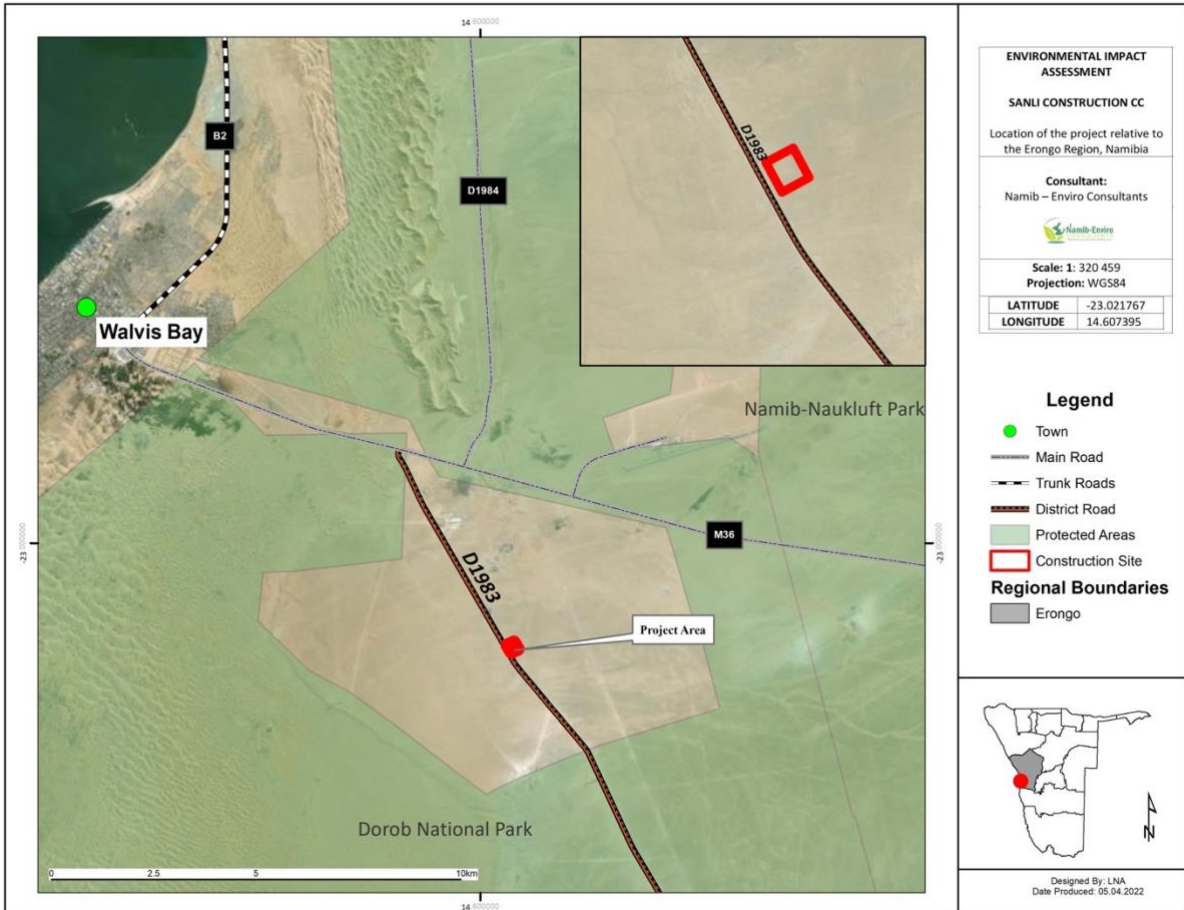 14.600000
B2
D1984
D1983
Walvis Bay
Namib-Naukluft Park
-23.000000
-23.000000
M36
D1983
Project Area
Dorob National Park
0 2.5 5 10km
14.600000
ENVIRONMENTAL IMPACT
ASSESSMENT
SANLI CONSTRUCTION CC
Location of the project relative to
the Erongo Region, Namibia
Consultant:
Namib – Enviro Consultants
Namib-Enviro
Scale: 1: 320 459
Projection: WGS84
LATITUDE -23.021767
LONGITUDE 14.607395
Legend
Town
Main Road
Trunk Roads
District Road
Protected Areas
Construction Site
Regional Boundaries
Erongo
N
Designed By: LNA
Date Produced: 05.04.2022